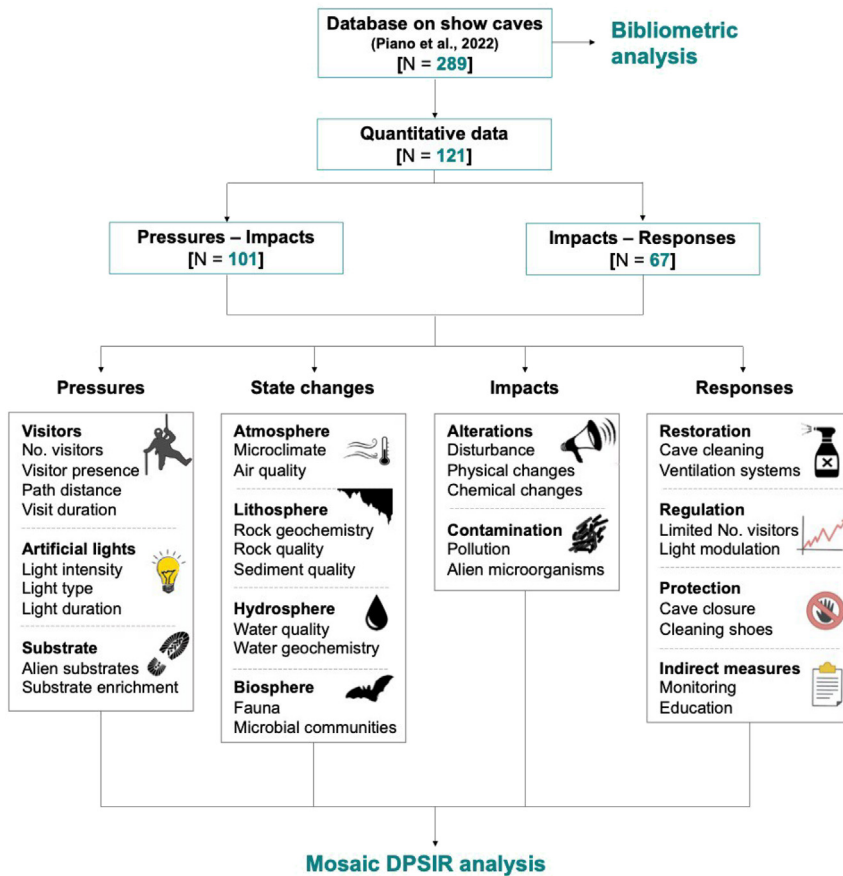 Database on show caves
(Piano et al., 2022)
[N = 289]
Bibliometric
analysis
Quantitative data
[N = 121]
Pressures – Impacts
[N = 101]
Impacts – Responses
[N = 67]
Pressures
Visitors
No. visitors
Visitor presence
Path distance
Visit duration
Artificial lights
Light intensity
Light type
Light duration
Substrate
Alien substrates
Substrate enrichment
State changes
Atmosphere
Microclimate
Air quality
Lithosphere
Rock geochemistry
Rock quality
Sediment quality
Hydrosphere
Water quality
Water geochemistry
Biosphere
Fauna
Microbial communities
Impacts
Alterations
Disturbance
Physical changes
Chemical changes
Contamination
Pollution
Alien microorganisms
Responses
Restoration
Cave cleaning
Ventilation systems
Regulation
Limited No. visitors
Light modulation
Protection
Cave closure
Cleaning shoes
Indirect measures
Monitoring
Education
Mosaic DPSIR analysis